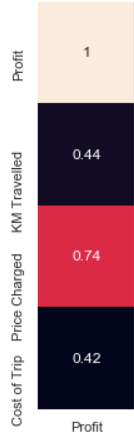 Profit
1
KM Travelled
0.44
Price Charged
0.74
Cost of Trip
0.42
Profit